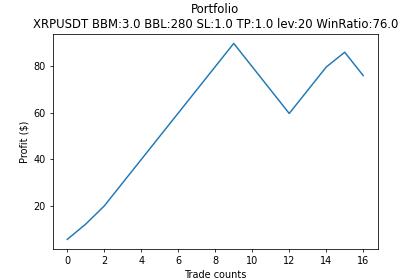 Portfolio
XRPUSDT BBM:3.0 BBL:280 SL:1.0 TP:1.0 lev:20 WinRatio:76.0
80
60
40
20
Profit ($)
0 2 4 6 8 10 12 14 16
Trade counts